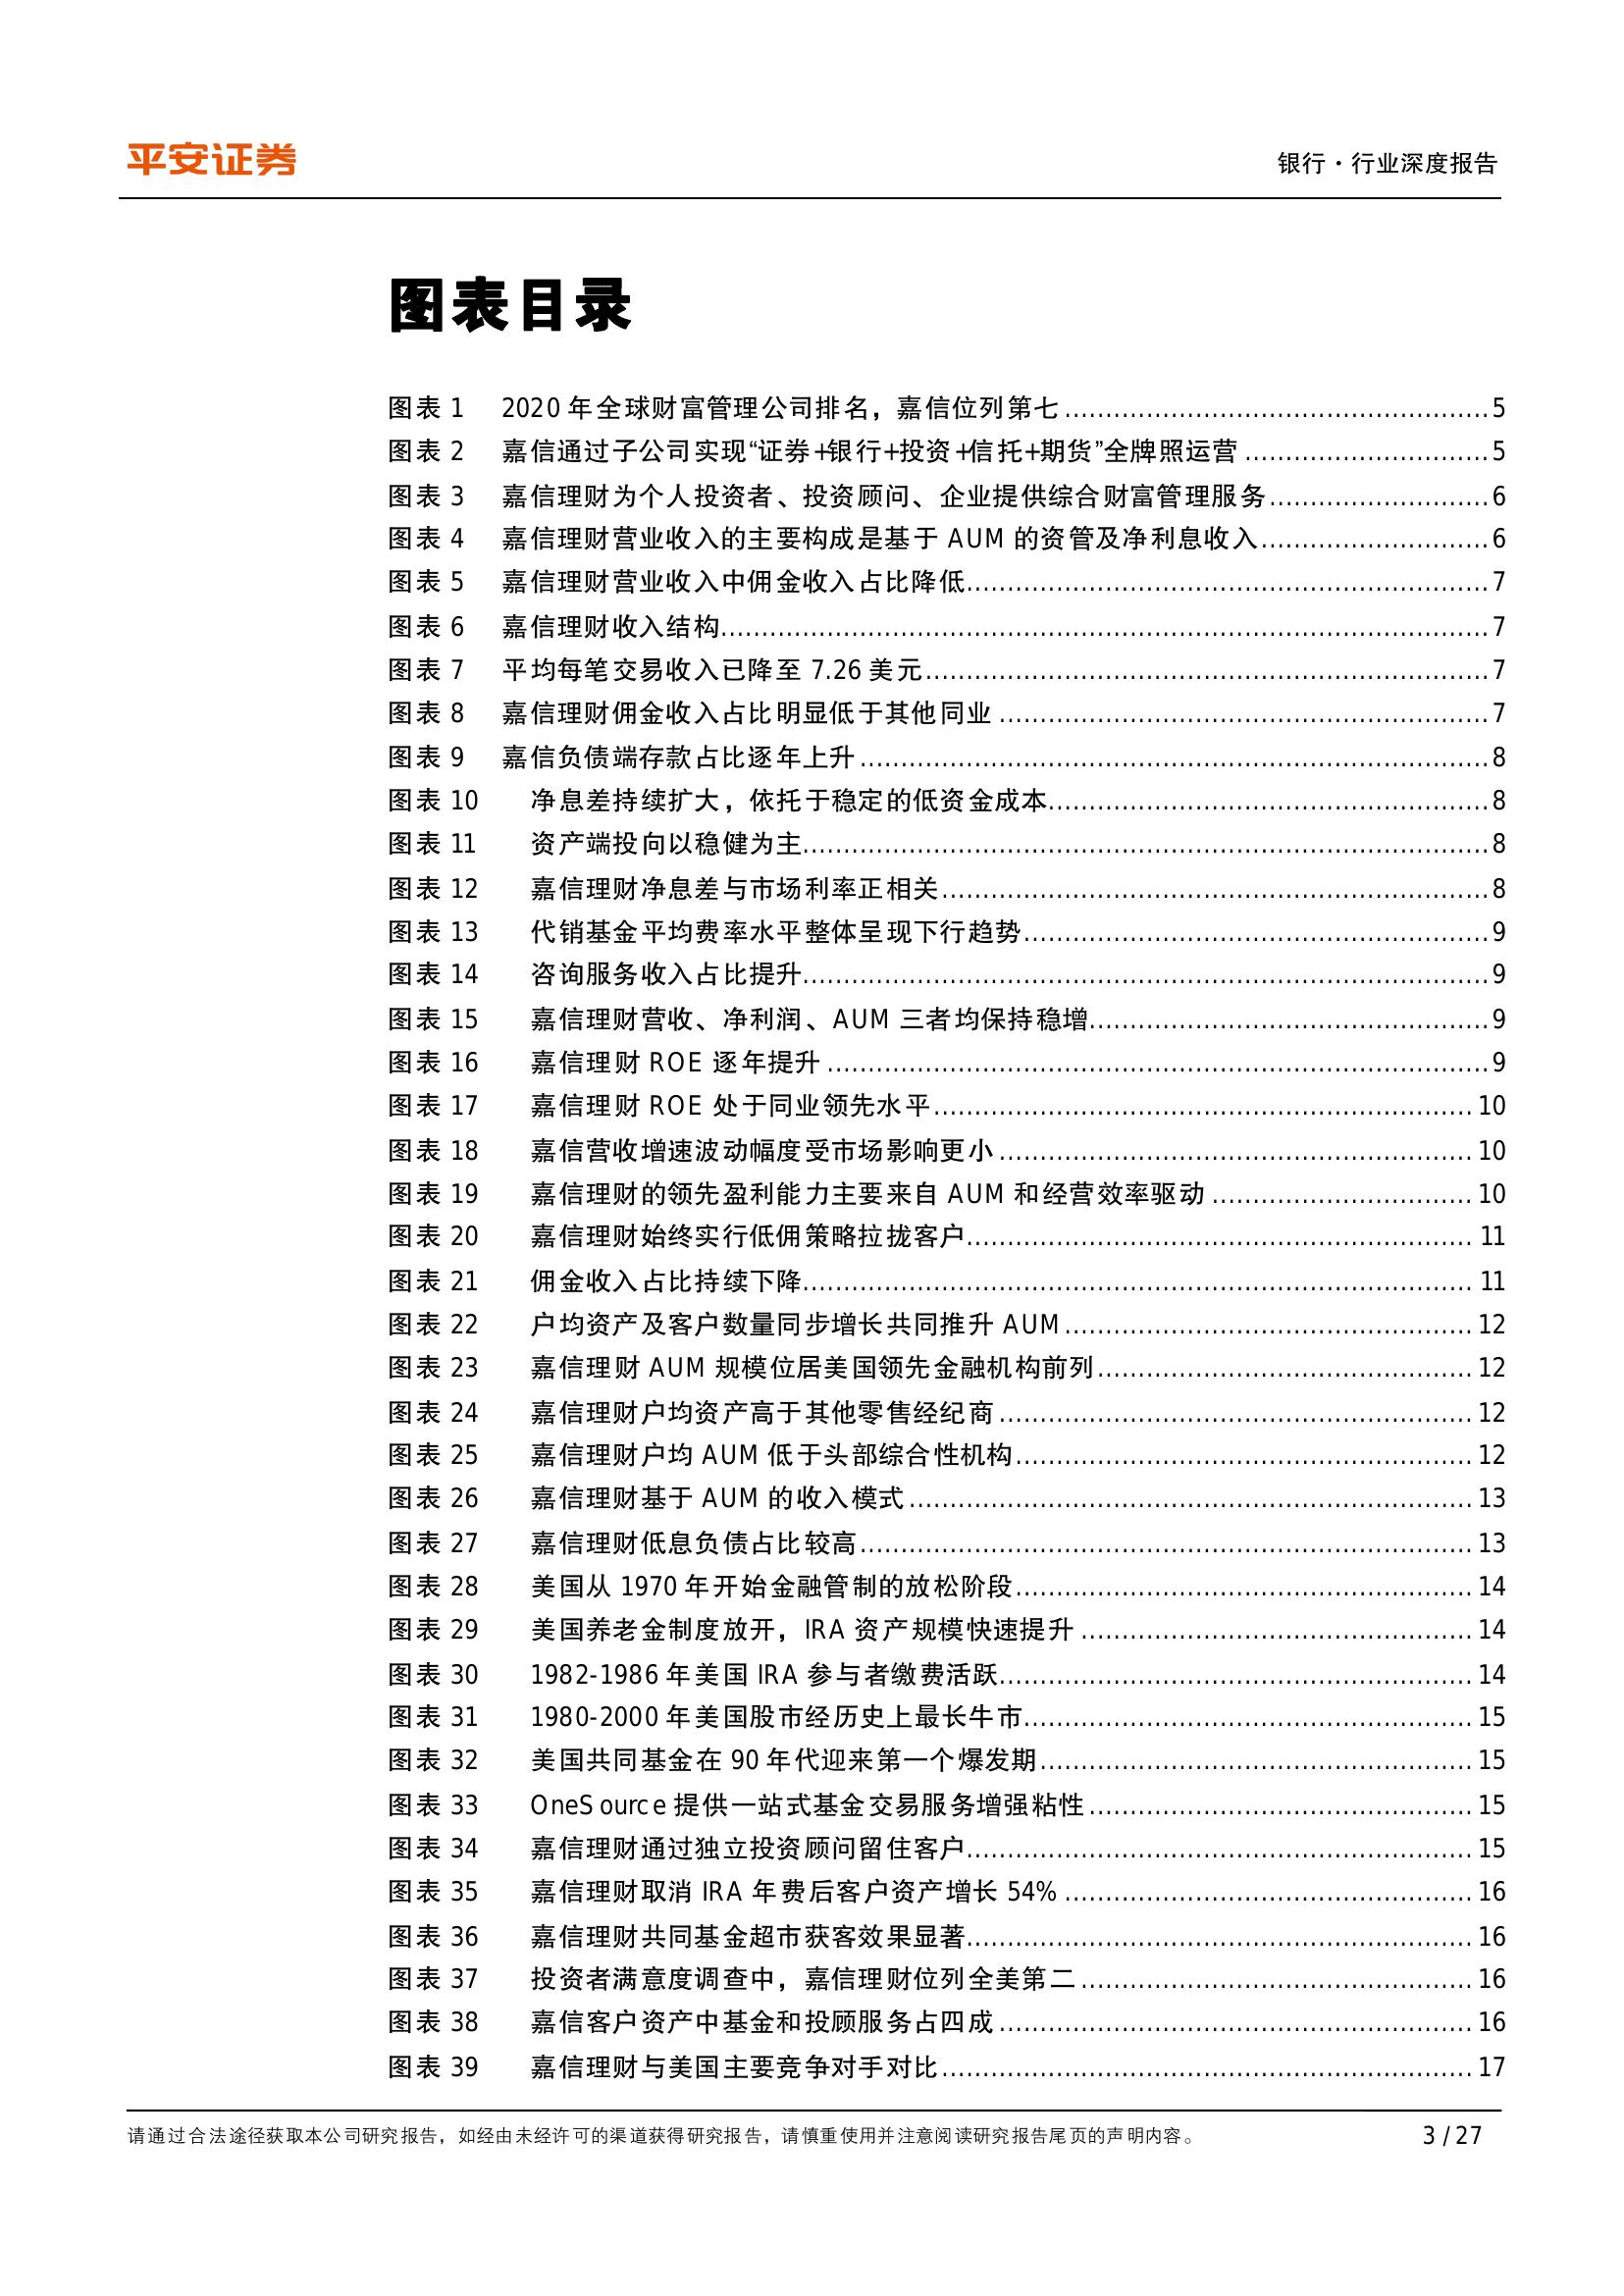 平安证券
银行·行业深度报告
图表目录
图表 1 2020 年全球财富管理公司排名，嘉信位列第七 5
图表 2 嘉信通过子公司实现“证券+银行+投资+信托+期货”全牌照运营 5
图表 3 嘉信理财为个人投资者、投资顾问、企业提供综合财富管理服务 6
图表 4 嘉信理财营业收入的主要构成是基于 AUM 的资管及净利息收入 6
图表 5 嘉信理财营业收入中佣金收入占比降低 7
图表 6 嘉信理财收入结构 7
图表 7 平均每笔交易收入已降至 7.26 美元 7
图表 8 嘉信理财佣金收入占比明显低于其他同业 7
图表 9 嘉信负债端存款占比逐年上升 8
图表 10 净息差持续扩大，依托于稳定的低资金成本 8
图表 11 资产端投向以稳健为主 8
图表 12 嘉信理财净息差与市场利率正相关 8
图表 13 代销基金平均费率水平整体呈现下行趋势 9
图表 14 咨询服务收入占比提升 9
图表 15 嘉信理财营收、净利润、AUM 三者均保持稳增 9
图表 16 嘉信理财 ROE 逐年提升 9
图表 17 嘉信理财 ROE 处于同业领先水平 10
图表 18 嘉信营收增速波动幅度受市场影响更小 10
图表 19 嘉信理财的领先盈利能力主要来自 AUM 和经营效率驱动 10
图表 20 嘉信理财始终实行低佣策略拉拢客户 11
图表 21 佣金收入占比持续下降 11
图表 22 户均资产及客户数量同步增长共同推升 AUM 12
图表 23 嘉信理财 AUM 规模位居美国领先金融机构前列 12
图表 24 嘉信理财户均资产高于其他零售经纪商 12
图表 25 嘉信理财户均 AUM 低于头部综合性机构 12
图表 26 嘉信理财基于 AUM 的收入模式 13
图表 27 嘉信理财低息负债占比较高 13
图表 28 美国从 1970 年开始金融管制的放松阶段 14
图表 29 美国养老金制度放开，IRA 资产规模快速提升 14
图表 30 1982-1986 年美国 IRA 参与者缴费活跃 14
图表 31 1980-2000 年美国股市经历史上最长牛市 15
图表 32 美国共同基金在 90 年代迎来第一个爆发期 15
图表 33 OneSource 提供一站式基金交易服务增强粘性 15
图表 34 嘉信理财通过独立投资顾问留住客户 15
图表 35 嘉信理财取消 IRA 年费后客户资产增长 54% 16
图表 36 嘉信理财共同基金超市获客效果显著 16
图表 37 投资者满意度调查中，嘉信理财位列全美第二 16
图表 38 嘉信客户资产中基金和投顾服务占四成 16
图表 39 嘉信理财与美国主要竞争对手对比 17
请通过合法途径获取本公司研究报告，如经由未经许可的渠道获得研究报告，请慎重使用并注意阅读研究报告尾页的声明内容。 3 / 27